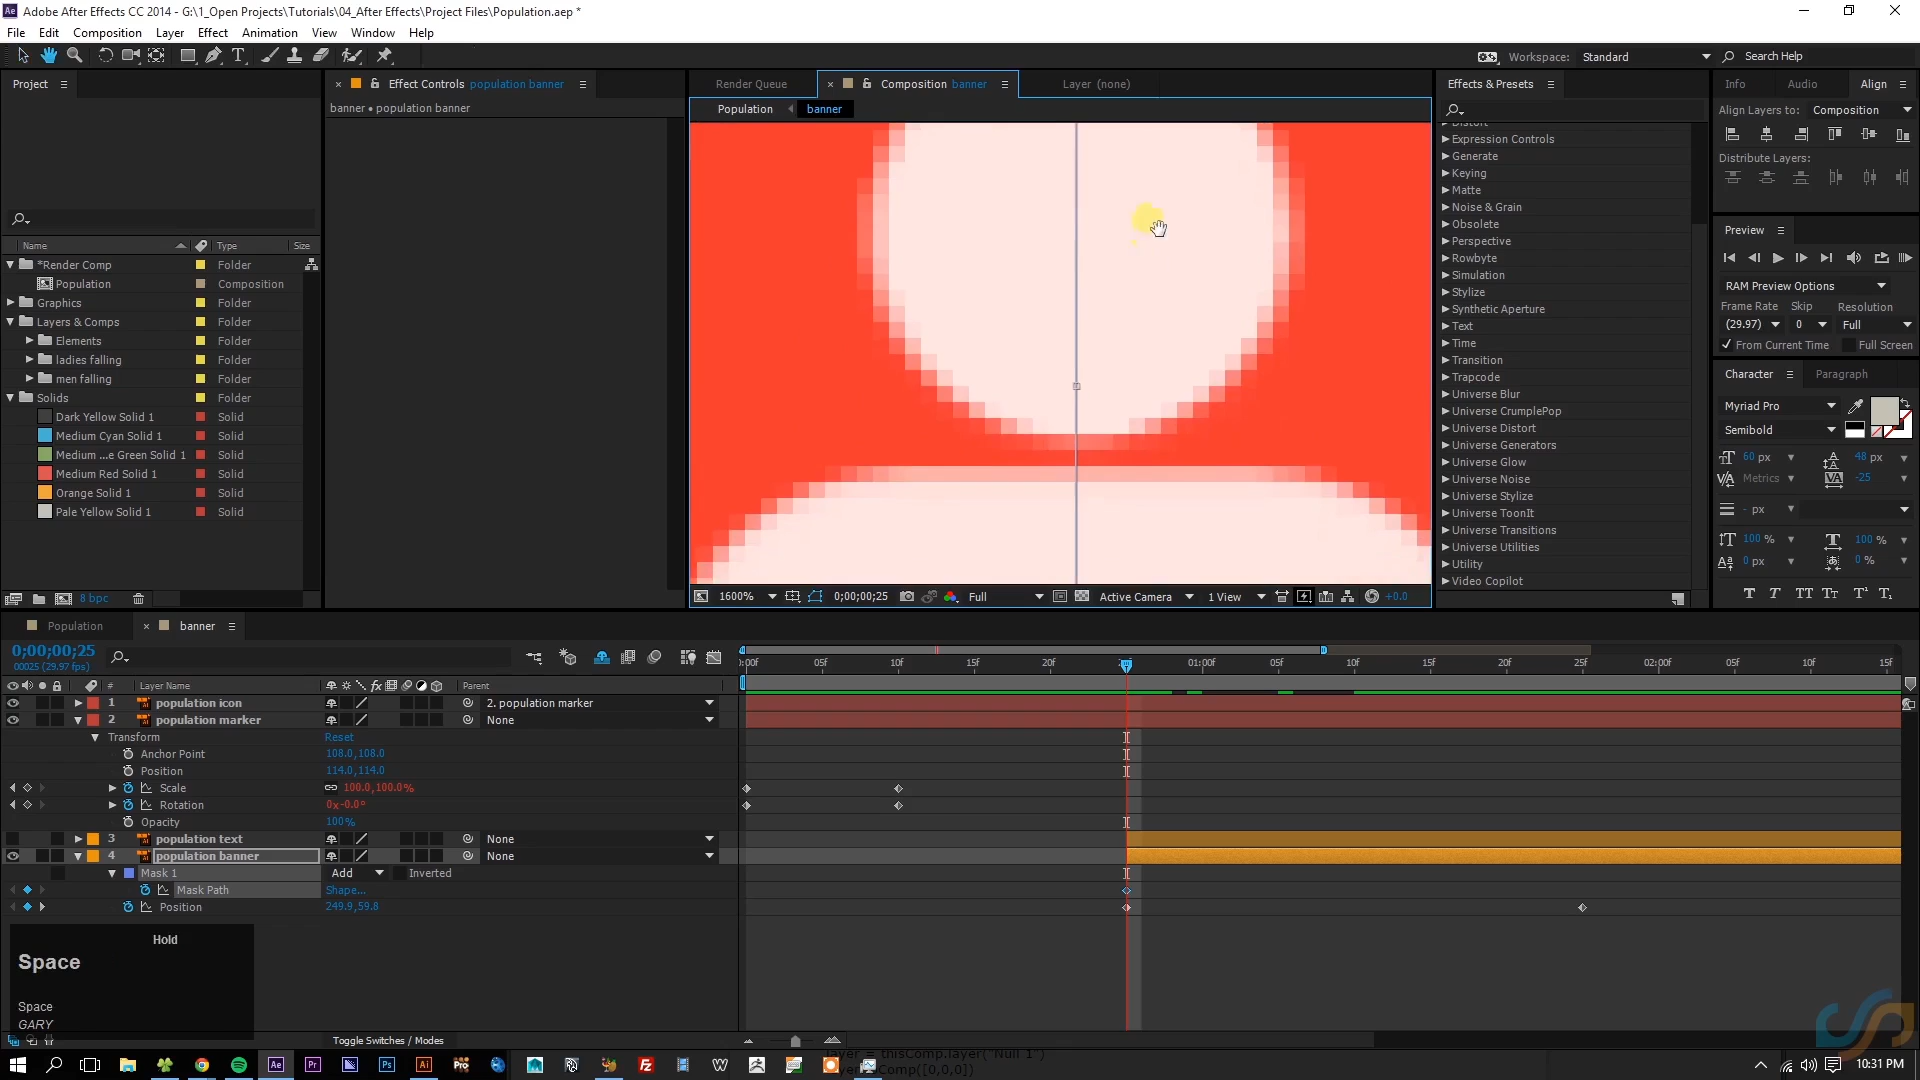 Adobe After Effects CC 2014 - G:\1_Open Projects\Tutorials\04_After Effects\Project Files\Population.aep *
File Edit Composition Layer Effect Animation View Window Help
Workspace: Standard Search Help
Project
Effect Controls population banner
banner • population banner
Render Queue Composition banner Layer (none)
Population banner
Effects & Presets
Info Audio Align
Align Layers to: Composition
Distribute Layers:
Name Type Size
*Render Comp Folder
Population Composition
Graphics Folder
Layers & Comps Folder
Elements Folder
ladies falling Folder
men falling Folder
Solids Folder
Dark Yellow Solid 1 Solid
Medium Cyan Solid 1 Solid
Medium ...e Green Solid 1 Solid
Medium Red Solid 1 Solid
Orange Solid 1 Solid
Pale Yellow Solid 1 Solid
8 bpc
Distort
Expression Controls
Generate
Keying
Matte
Noise & Grain
Obsolete
Perspective
Rowbyte
Simulation
Stylize
Synthetic Aperture
Text
Time
Transition
Trapcode
Universe Blur
Universe CrumplePop
Universe Distort
Universe Generators
Universe Glow
Universe Noise
Universe Stylize
Universe ToonIt
Universe Transitions
Universe Utilities
Utility
Video Copilot
Preview
RAM Preview Options
Frame Rate Skip Resolution
(29.97) 0 Full
From Current Time Full Screen
Character Paragraph
Myriad Pro
Semibold
60 px 48 px
Metrics -25
- px
100 % 100 %
0 px 0 %
1600% Full 0;00;00;25 Full Active Camera 1 View +0.0
Population banner
0;00;00;25
00025 (29.97 fps)
:00f 05f 10f 15f 20f 01:00f 05f 10f 15f 20f 25f 02:00f 05f 10f 15f
# Layer Name Parent
1 population icon 2. population marker
2 population marker None
Transform Reset
Anchor Point 108.0,108.0
Position 114.0,114.0
Scale 100.0,100.0%
Rotation 0x-0.0°
Opacity 100%
3 population text None
4 population banner None
Mask 1 Add Inverted
Mask Path Shape...
Position 249.9,59.8
Hold
Space
Space
GARY
Toggle Switches / Modes
layer = thisComp.layer("Null 1")
10:31 PM